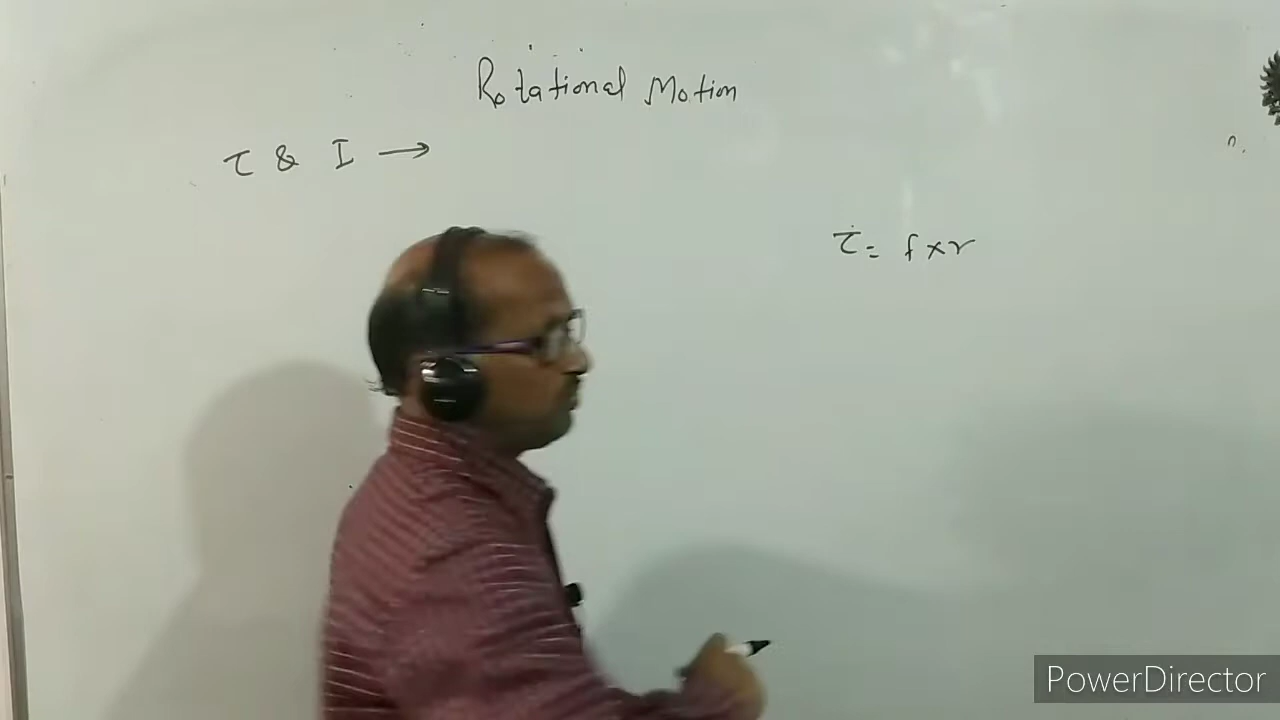 Rotational Motion
τ & I →
τ = f×r
PowerDirector